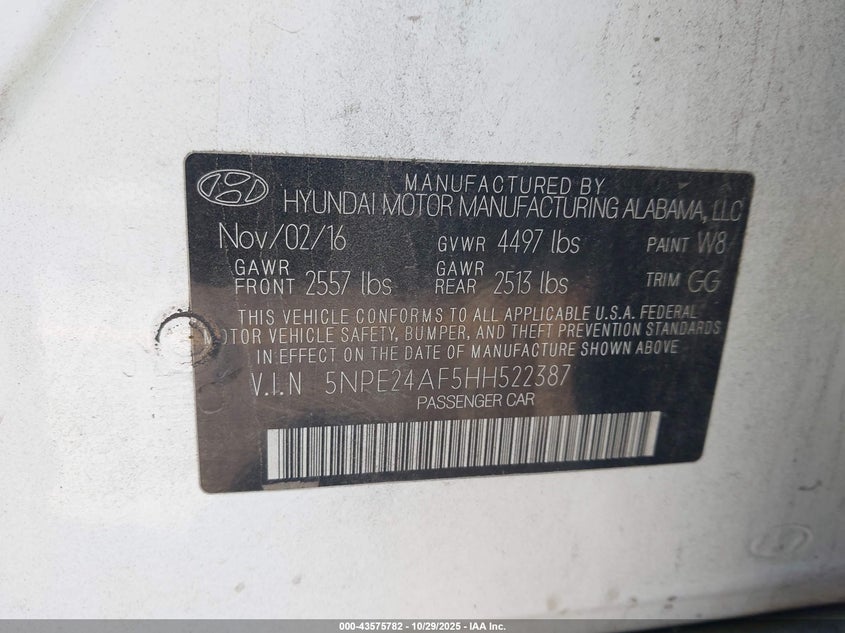 MANUFACTURED BY
HYUNDAI MOTOR MANUFACTURING ALABAMA, LLC
Nov/02/16 GVWR 4497 lbs PAINT W8
GAWR FRONT 2557 lbs GAWR REAR 2513 lbs TRIM GG
THIS VEHICLE CONFORMS TO ALL APPLICABLE U.S.A. FEDERAL
MOTOR VEHICLE SAFETY, BUMPER, AND THEFT PREVENTION STANDARDS
IN EFFECT ON THE DATE OF MANUFACTURE SHOWN ABOVE
V.I.N 5NPE24AF5HH522387
PASSENGER CAR
000-43575782 - 10/29/2025 - IAA Inc.